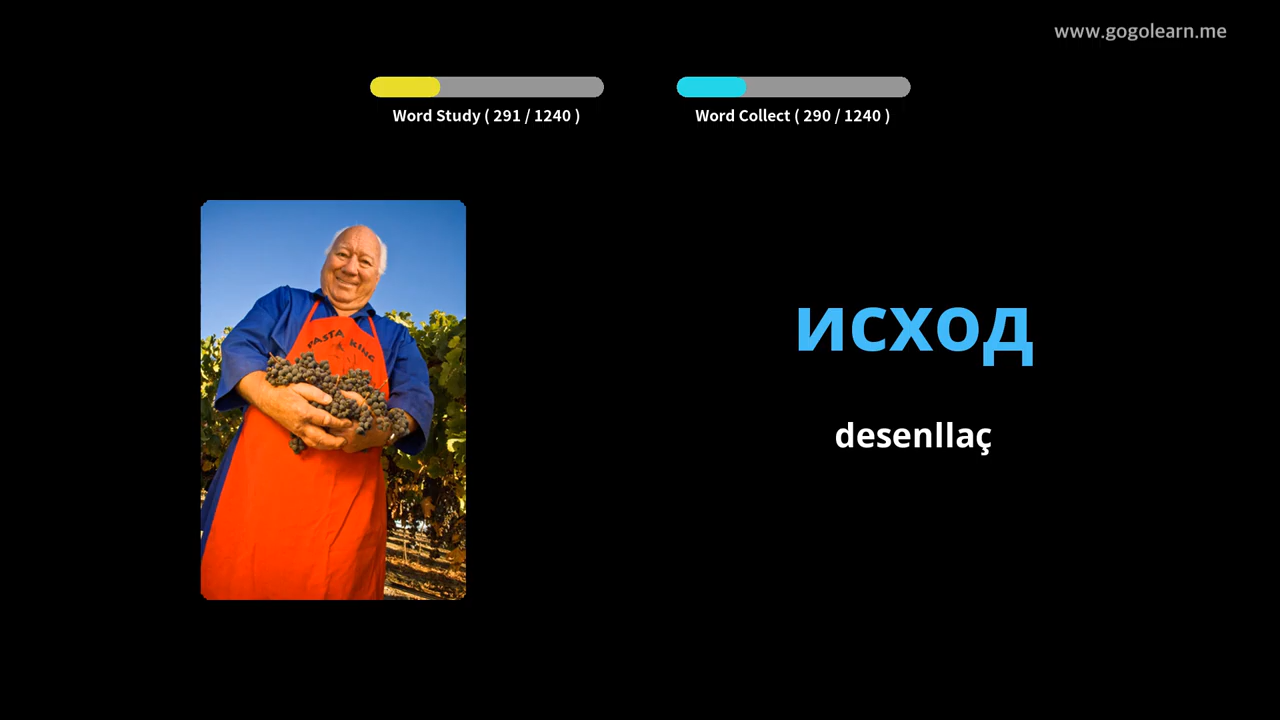 www.gogolearn.me
Word Study ( 291 / 1240 )
Word Collect ( 290 / 1240 )
PASTA KING
исход
desenllaç